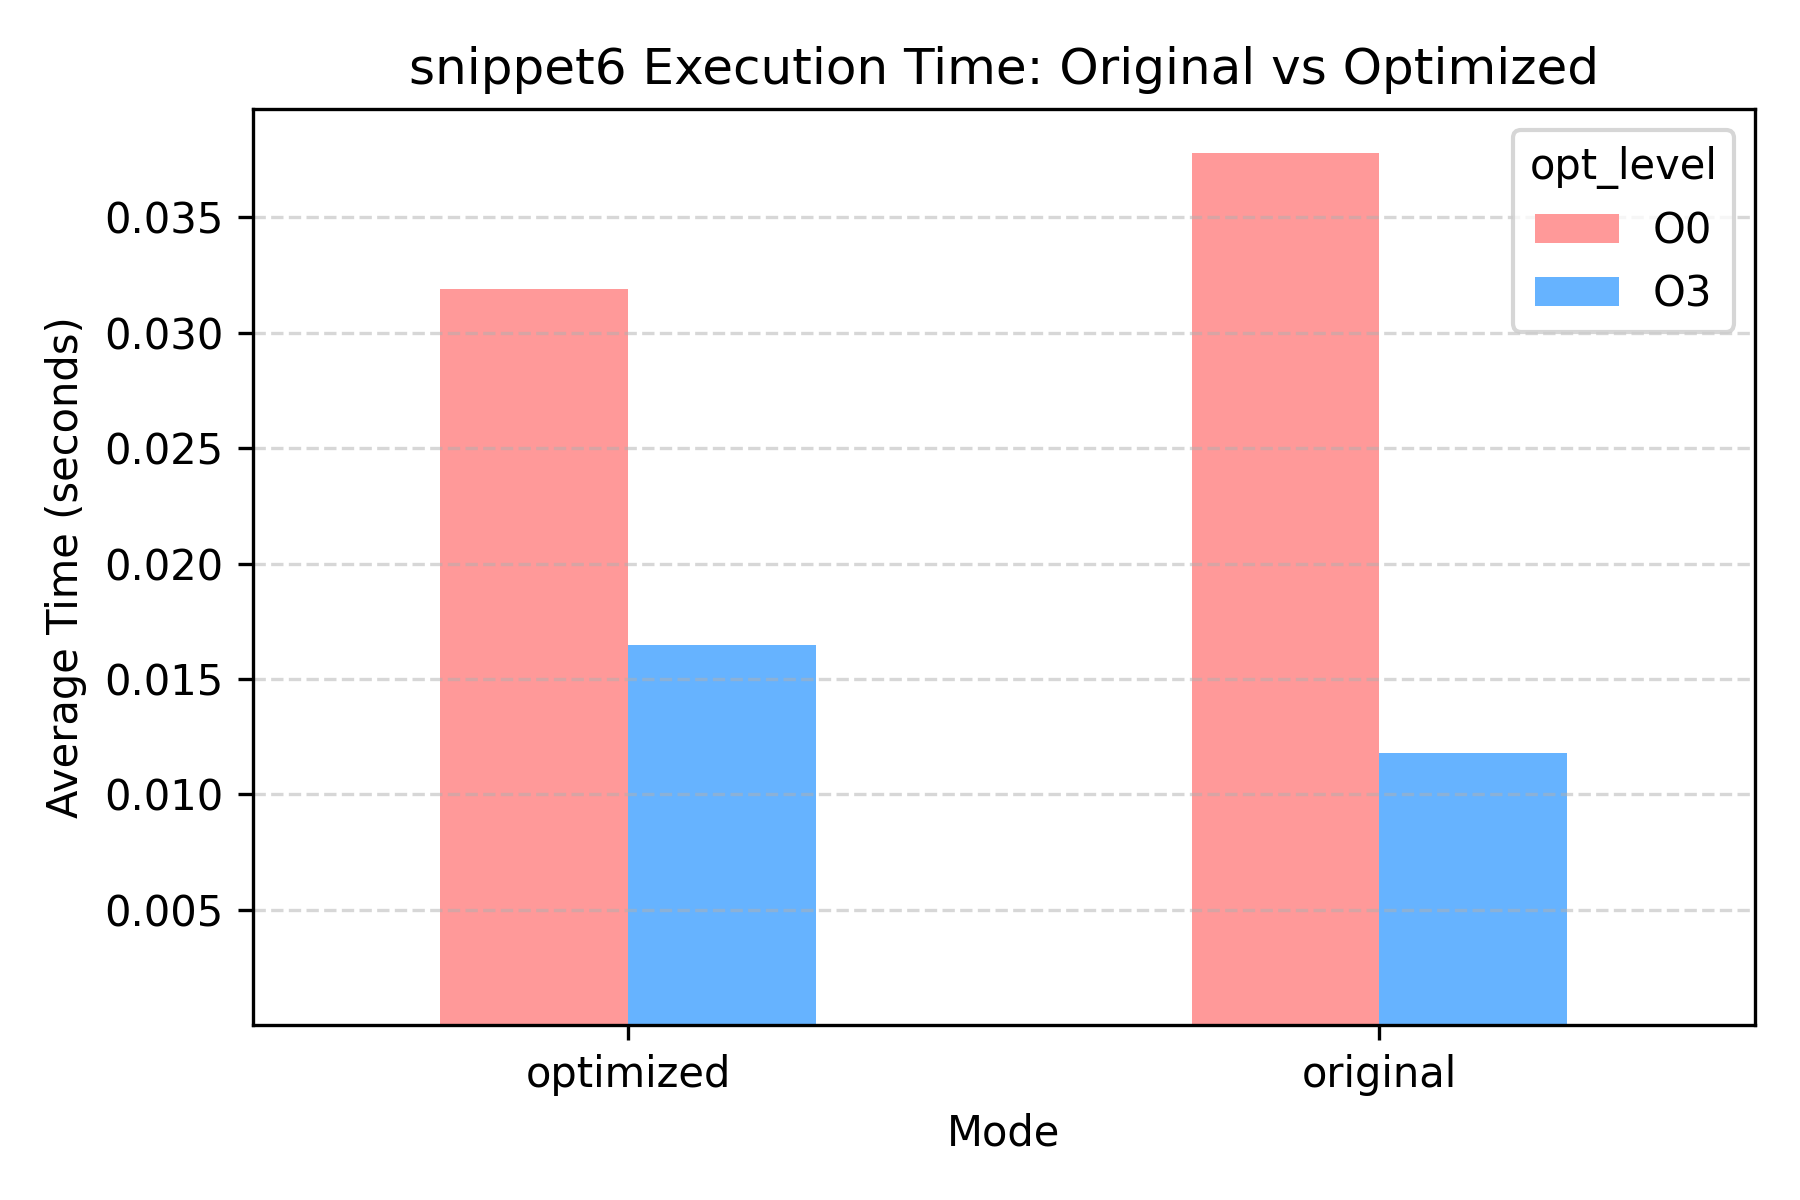 snippet6 Execution Time: Original vs Optimized
opt_level
O0
O3
Average Time (seconds)
0.035
0.030
0.025
0.020
0.015
0.010
0.005
optimized
original
Mode